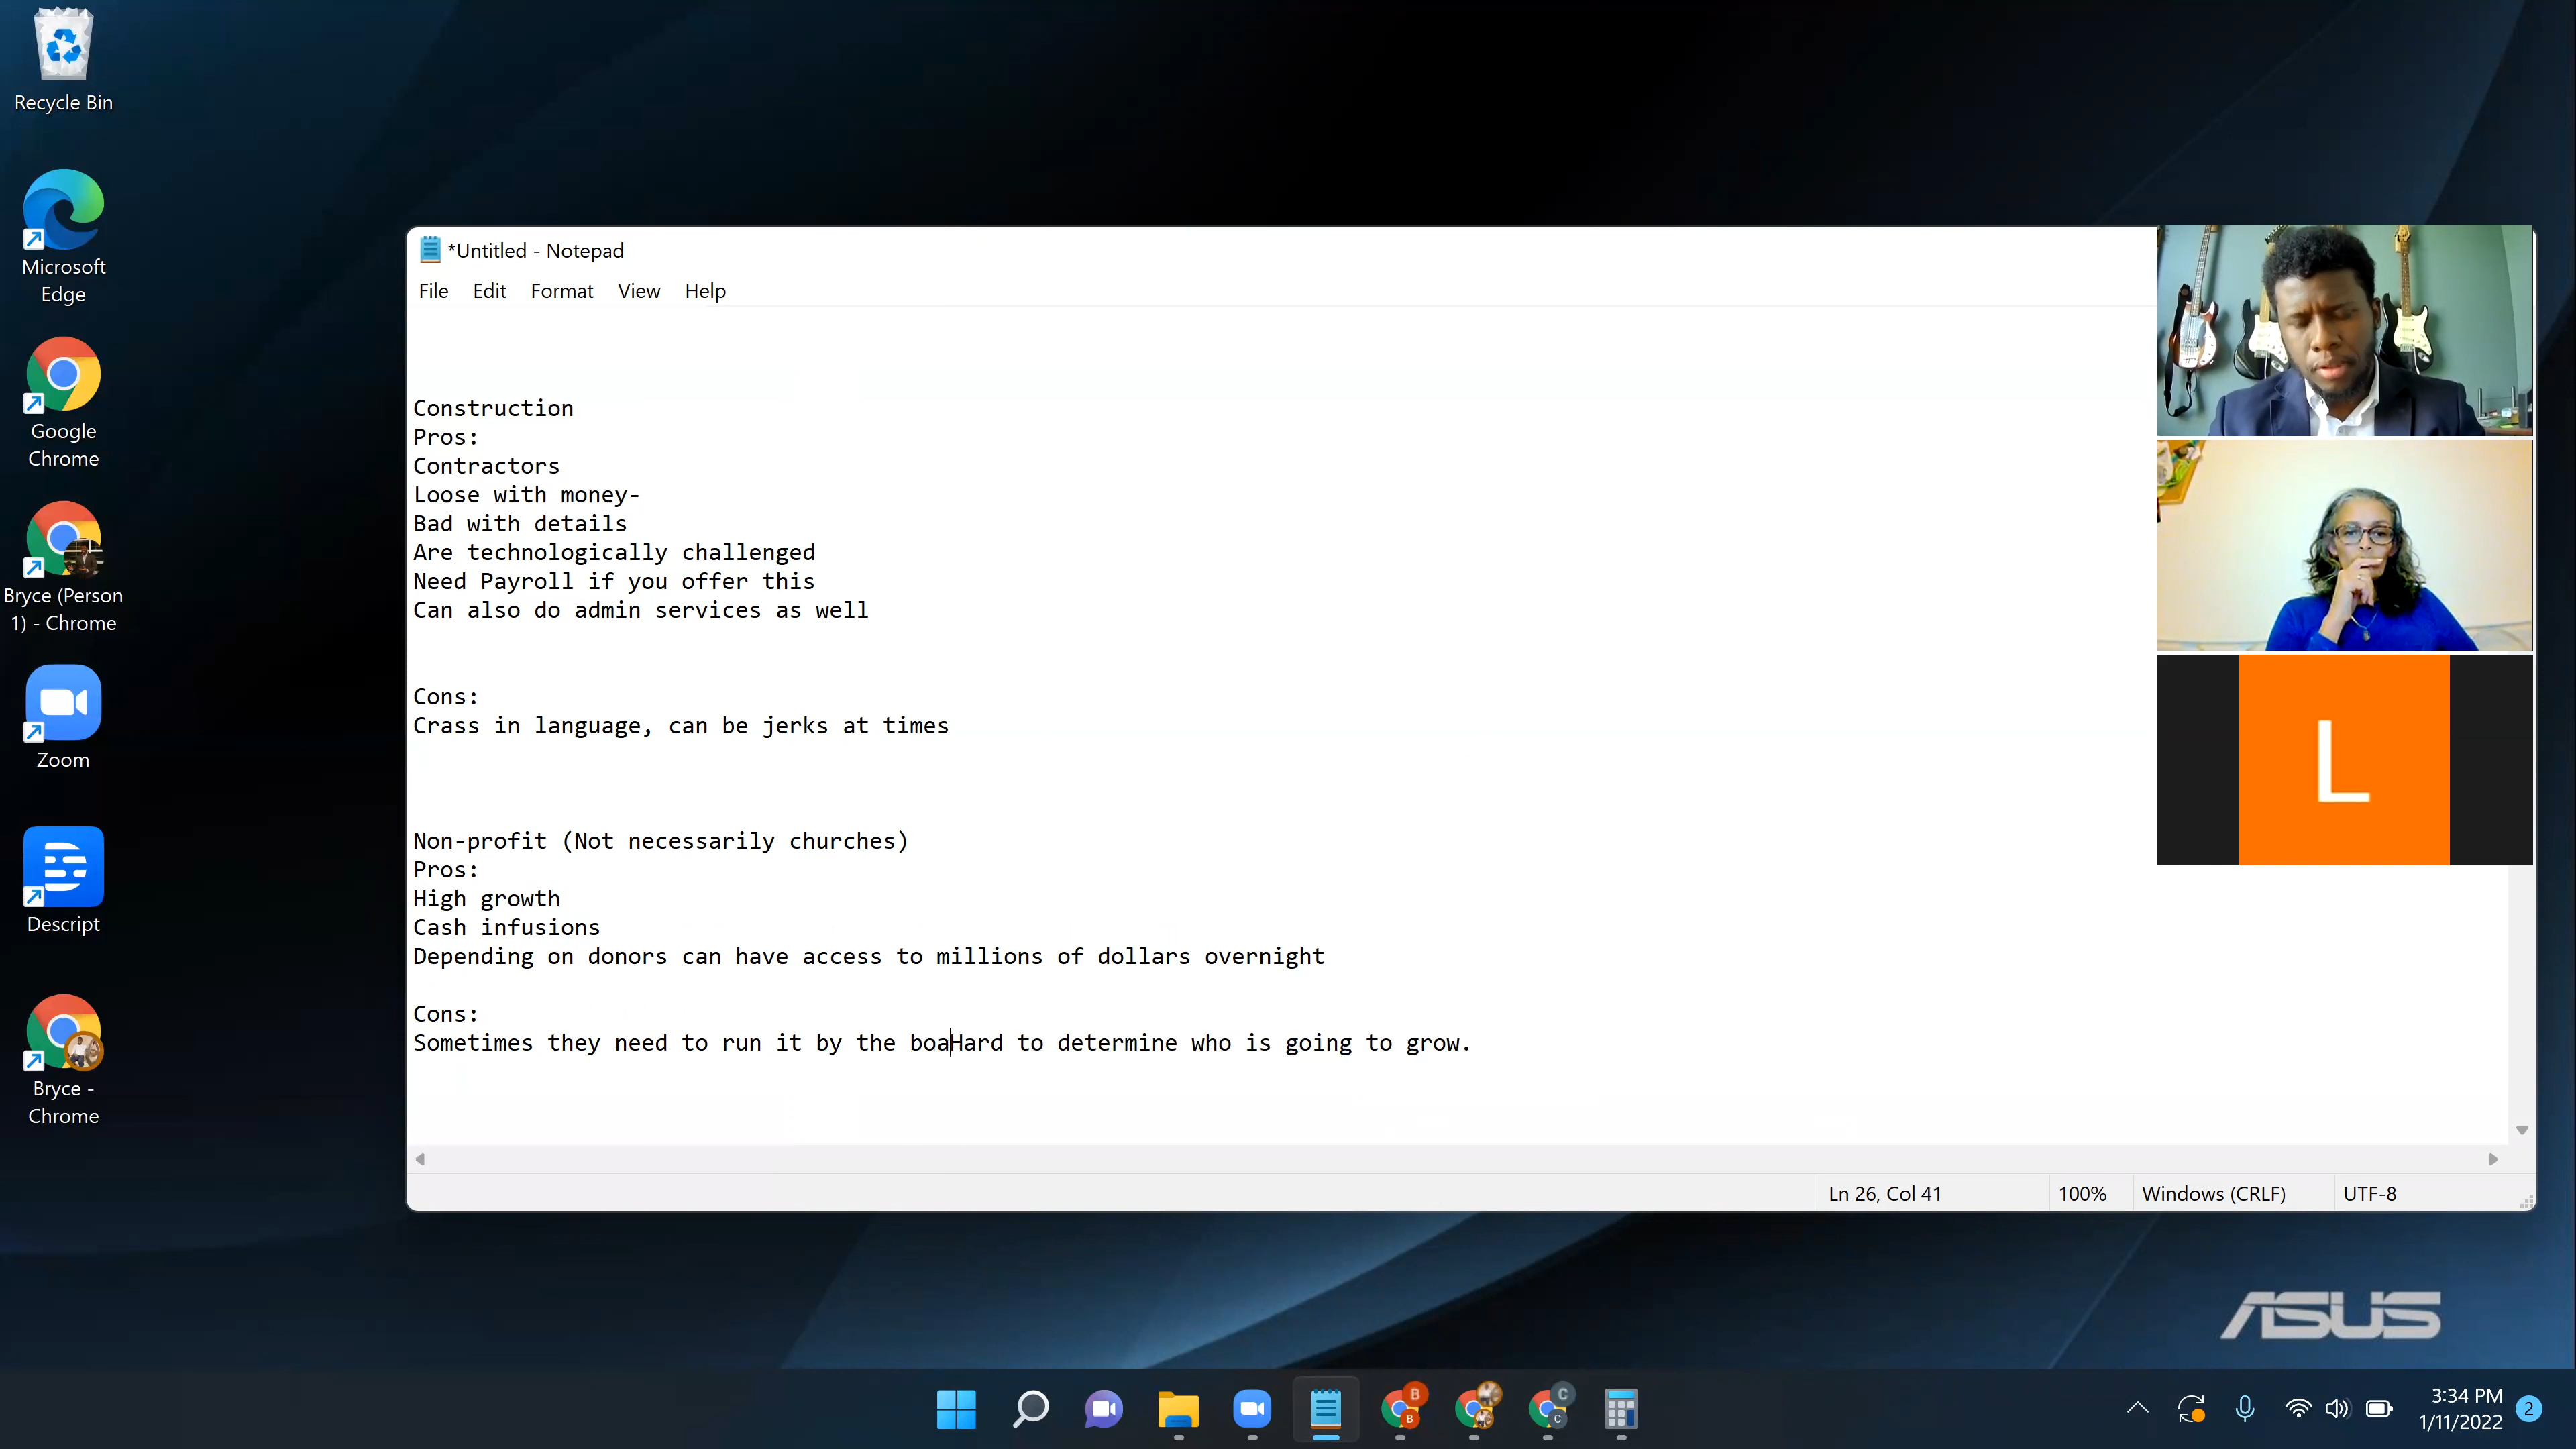 Recycle Bin
Microsoft
Edge
Google
Chrome
Bryce (Person
1) - Chrome
Zoom
Descript
Bryce -
Chrome
*Untitled - Notepad
File Edit Format View Help
Construction
Pros:
Contractors
Loose with money-
Bad with details
Are technologically challenged
Need Payroll if you offer this
Can also do admin services as well
Cons:
Crass in language, can be jerks at times
Non-profit (Not necessarily churches)
Pros:
High growth
Cash infusions
Depending on donors can have access to millions of dollars overnight
Cons:
Sometimes they need to run it by the boaHard to determine who is going to grow.
Ln 26, Col 41 100% Windows (CRLF) UTF-8
L
ASUS
B
B
C
C
3:34 PM
1/11/2022
2